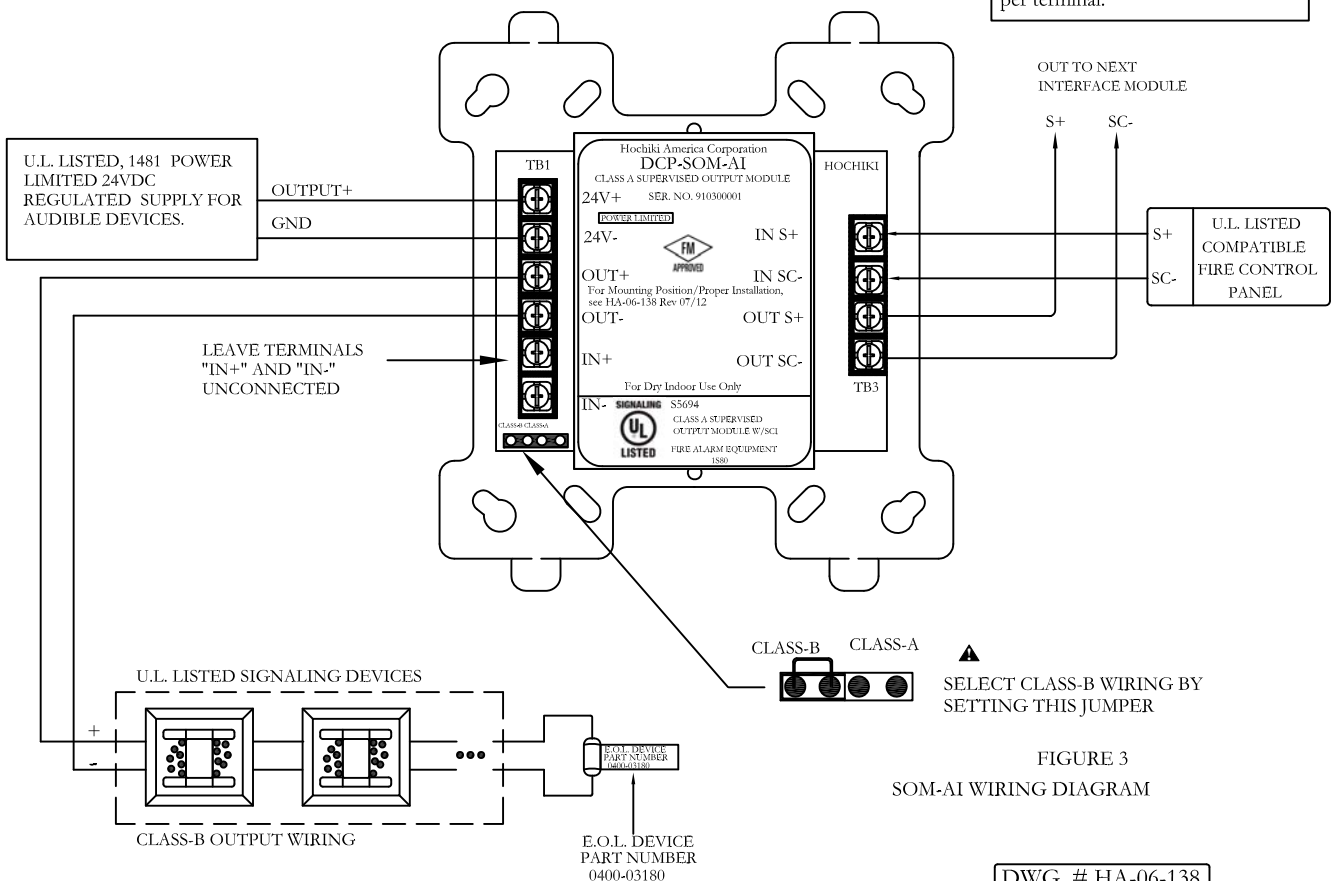 per terminal.
OUT TO NEXT
INTERFACE MODULE
S+ SC-
U.L. LISTED, 1481 POWER
LIMITED 24VDC
REGULATED SUPPLY FOR
AUDIBLE DEVICES.
OUTPUT+
GND
TB1
Hochiki America Corporation
DCP-SOM-AI
CLASS A SUPERVISED OUTPUT MODULE
SER. NO. 910300001
HOCHIKI
24V+
POWER LIMITED
24V-
FM
APPROVED
IN S+
OUT+
IN SC-
For Mounting Position/Proper Installation,
see HA-06-138 Rev 07/12
OUT-
OUT S+
IN+
OUT SC-
TB3
For Dry Indoor Use Only
IN-
SIGNALING
UL
LISTED
S5694
CLASS A SUPERVISED
OUTPUT MODULE W/SCI
FIRE ALARM EQUIPMENT
1S80
CLASS-B CLASS-A
S+
SC-
U.L. LISTED
COMPATIBLE
FIRE CONTROL
PANEL
LEAVE TERMINALS
"IN+" AND "IN-"
UNCONNECTED
CLASS-B CLASS-A
SELECT CLASS-B WIRING BY
SETTING THIS JUMPER
U.L. LISTED SIGNALING DEVICES
+
-
E.O.L. DEVICE
PART NUMBER
0400-03180
CLASS-B OUTPUT WIRING
E.O.L. DEVICE
PART NUMBER
0400-03180
FIGURE 3
SOM-AI WIRING DIAGRAM
DWG. # HA-06-138